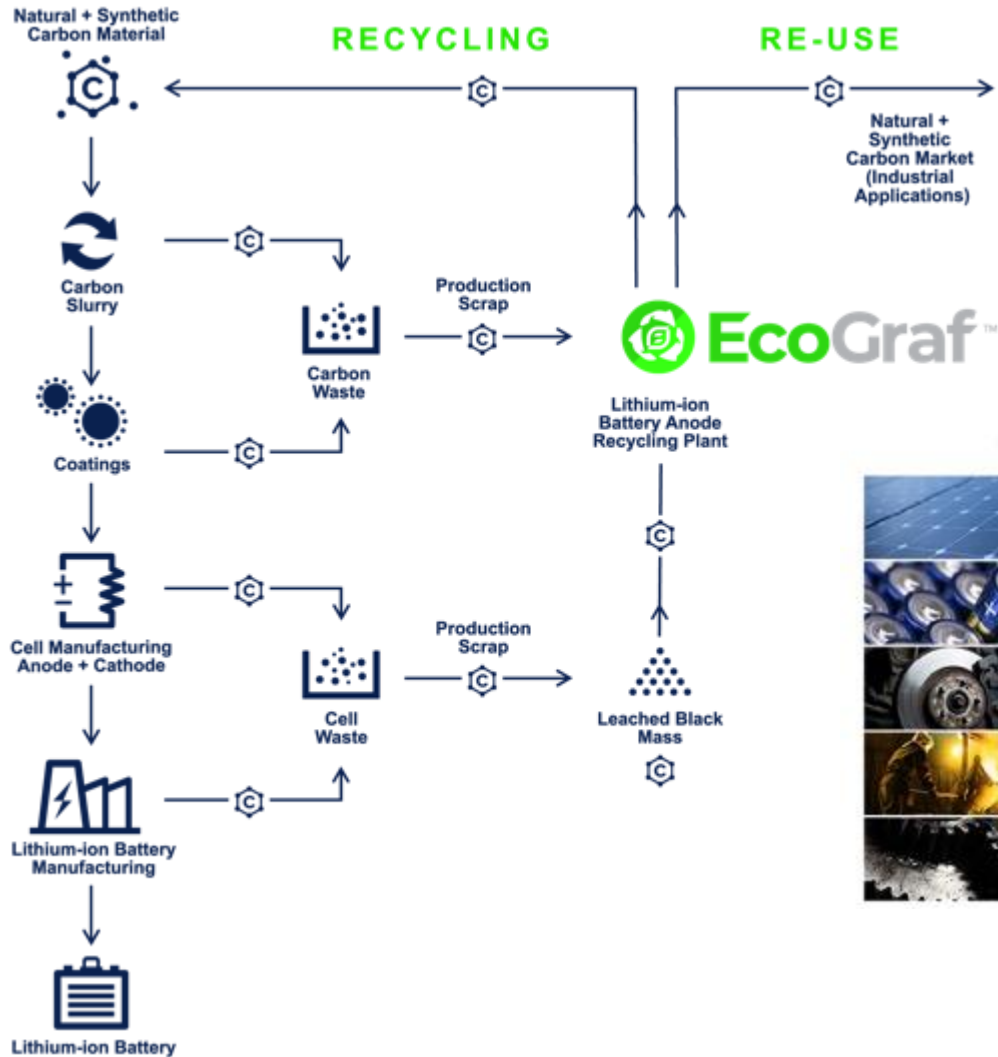 Natural + Synthetic
Carbon Material
RECYCLING
RE-USE
C
C
C
Natural +
Synthetic
Carbon Market
(Industrial
Applications)
C
Carbon
Slurry
Production
Scrap
C
Carbon
Waste
EcoGraf™
Lithium-ion
Battery Anode
Recycling Plant
C
Coatings
C
C
Cell Manufacturing
Anode + Cathode
Production
Scrap
C
Cell
Waste
Leached Black
Mass
C
C
Lithium-ion Battery
Manufacturing
Lithium-ion Battery